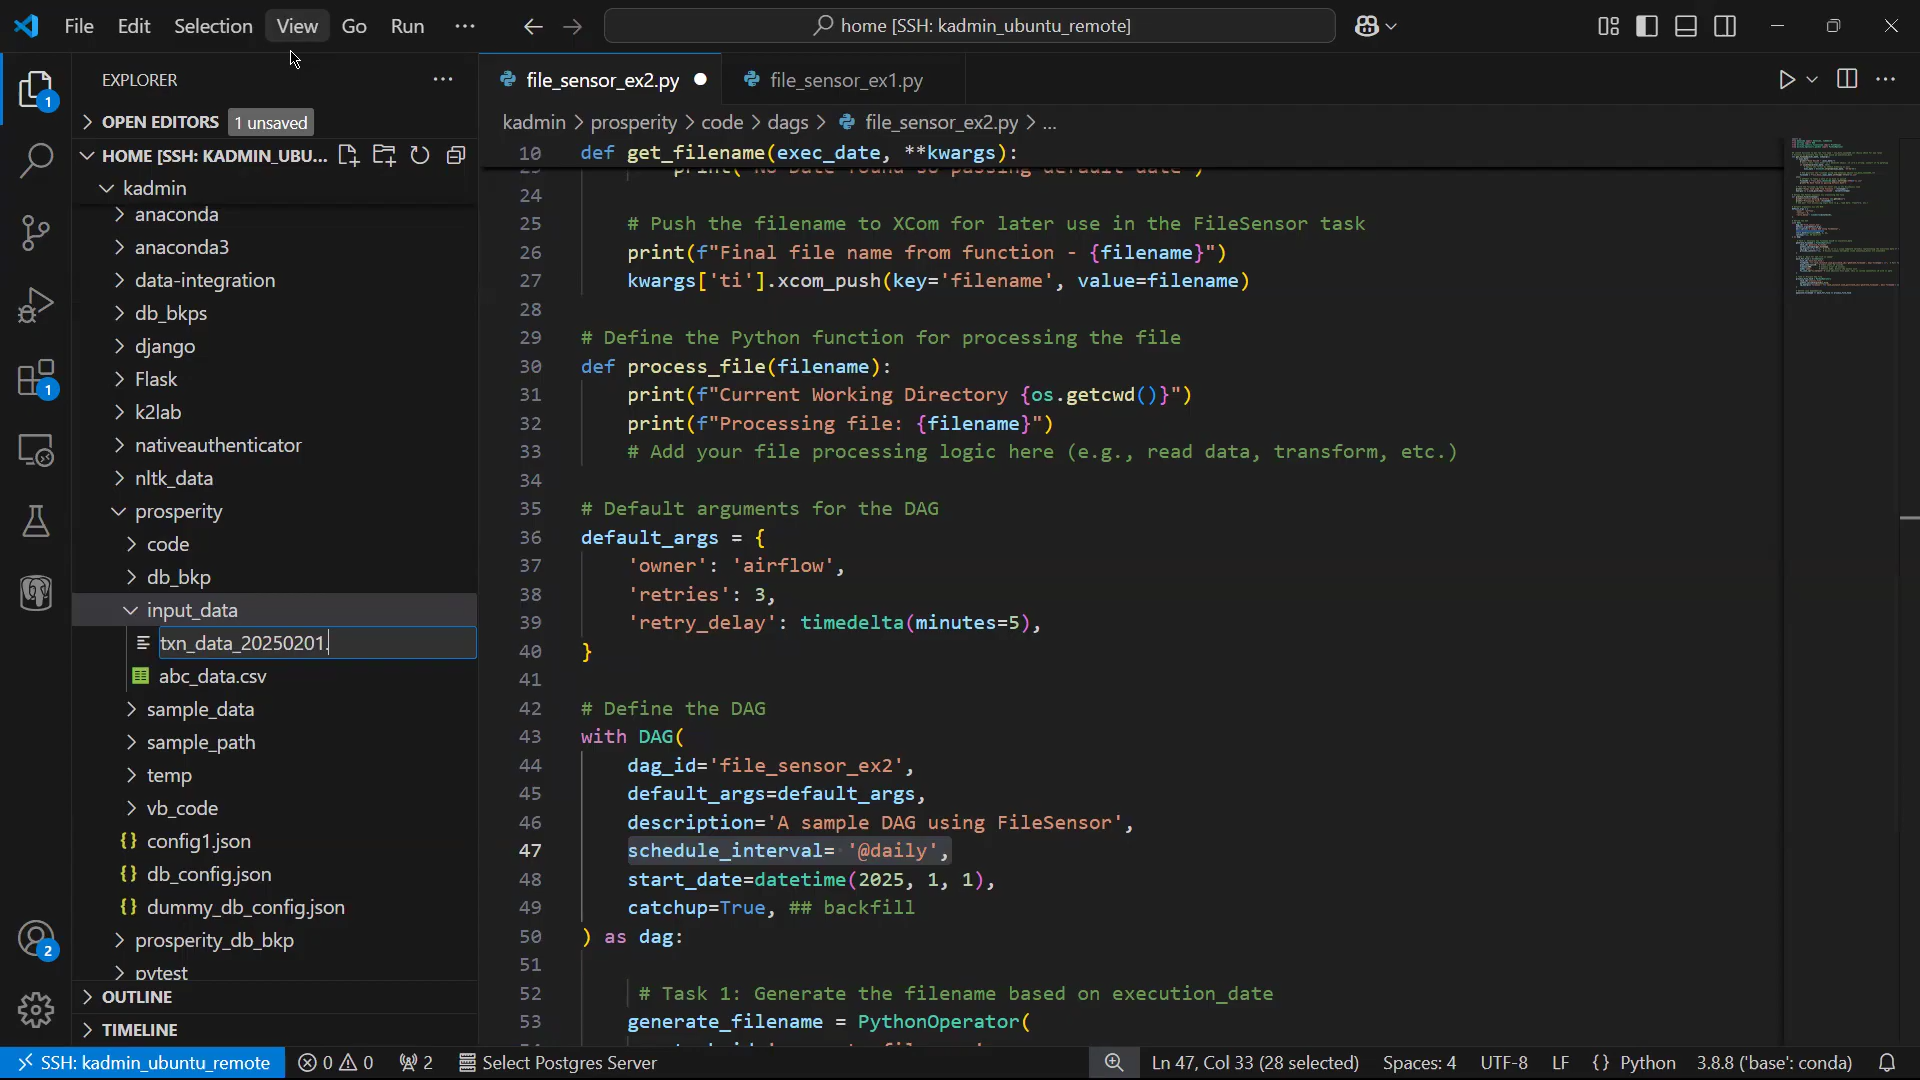 File Edit Selection View Go Run ···
home [SSH: kadmin_ubuntu_remote]
EXPLORER ···
OPEN EDITORS 1 unsaved
HOME [SSH: KADMIN_UBU...
kadmin
anaconda
anaconda3
data-integration
db_bkps
django
Flask
k2lab
nativeauthenticator
nltk_data
prosperity
code
db_bkp
input_data
txn_data_20250201.
abc_data.csv
sample_data
sample_path
temp
vb_code
{} config1.json
{} db_config.json
{} dummy_db_config.json
prosperity_db_bkp
pytest
OUTLINE
TIMELINE
1
1
2
file_sensor_ex2.py file_sensor_ex1.py
kadmin > prosperity > code > dags > file_sensor_ex2.py > ...
10 def get_filename(exec_date, **kwargs):
print("No Date found so passing default date")
24
25 # Push the filename to XCom for later use in the FileSensor task
26 print(f"Final file name from function - {filename}")
27 kwargs['ti'].xcom_push(key='filename', value=filename)
28
29 # Define the Python function for processing the file
30 def process_file(filename):
31 print(f"Current Working Directory {os.getcwd()}")
32 print(f"Processing file: {filename}")
33 # Add your file processing logic here (e.g., read data, transform, etc.)
34
35 # Default arguments for the DAG
36 default_args = {
37 'owner': 'airflow',
38 'retries': 3,
39 'retry_delay': timedelta(minutes=5),
40 }
41
42 # Define the DAG
43 with DAG(
44 dag_id='file_sensor_ex2',
45 default_args=default_args,
46 description='A sample DAG using FileSensor',
47 schedule_interval= '@daily',
48 start_date=datetime(2025, 1, 1),
49 catchup=True, ## backfill
50 ) as dag:
51
52 # Task 1: Generate the filename based on execution_date
53 generate_filename = PythonOperator(
SSH: kadmin_ubuntu_remote 0 0 2 Select Postgres Server Ln 47, Col 33 (28 selected) Spaces: 4 UTF-8 LF {} Python 3.8.8 ('base': conda)